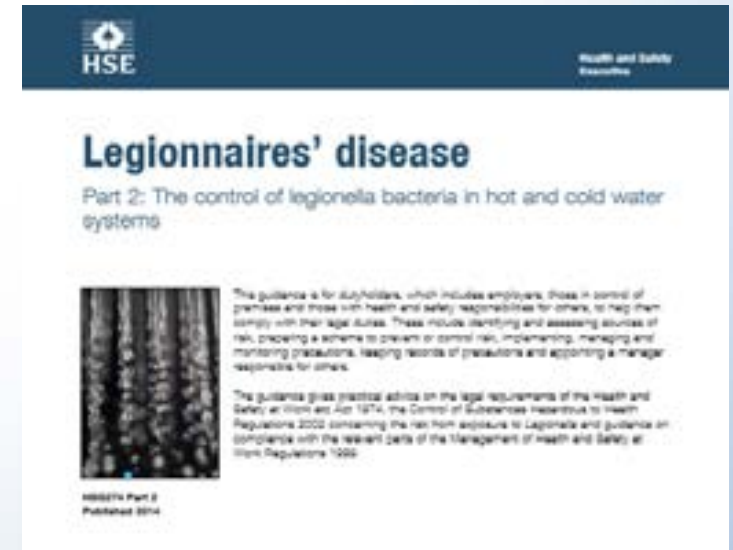 HSE
Health and Safety
Executive
Legionnaires' disease
Part 2: The control of legionella bacteria in hot and cold water
systems
This guidance is for dutyholders, which includes employers, those in control of
premises and those with health and safety responsibilities for others, to help them
comply with their legal duties. These include identifying and assessing sources of
risk, preparing a scheme to prevent or control risk, implementing, managing and
monitoring precautions, keeping records of precautions and appointing a manager
responsible for others.
The guidance gives practical advice on the legal requirements of the Health and
Safety at Work etc Act 1974, the Control of Substances Hazardous to Health
Regulations 2002 concerning the risk from exposure to Legionella and guidance on
compliance with the relevant parts of the Management of Health and Safety at
Work Regulations 1999.
HSG274 Part 2
Published 2014